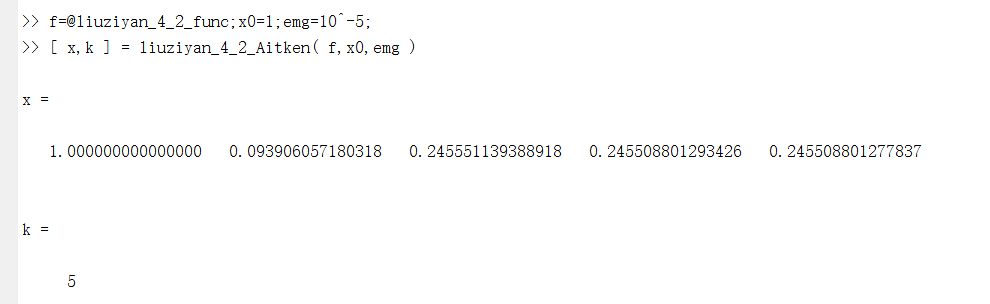 >> f=@liuziyan_4_2_func;x0=1;emg=10^-5;
>> [ x,k ] = liuziyan_4_2_Aitken( f,x0,emg )
x =
1.000000000000000 0.093906057180318 0.245551139388918 0.245508801293426 0.245508801277837
k =
5